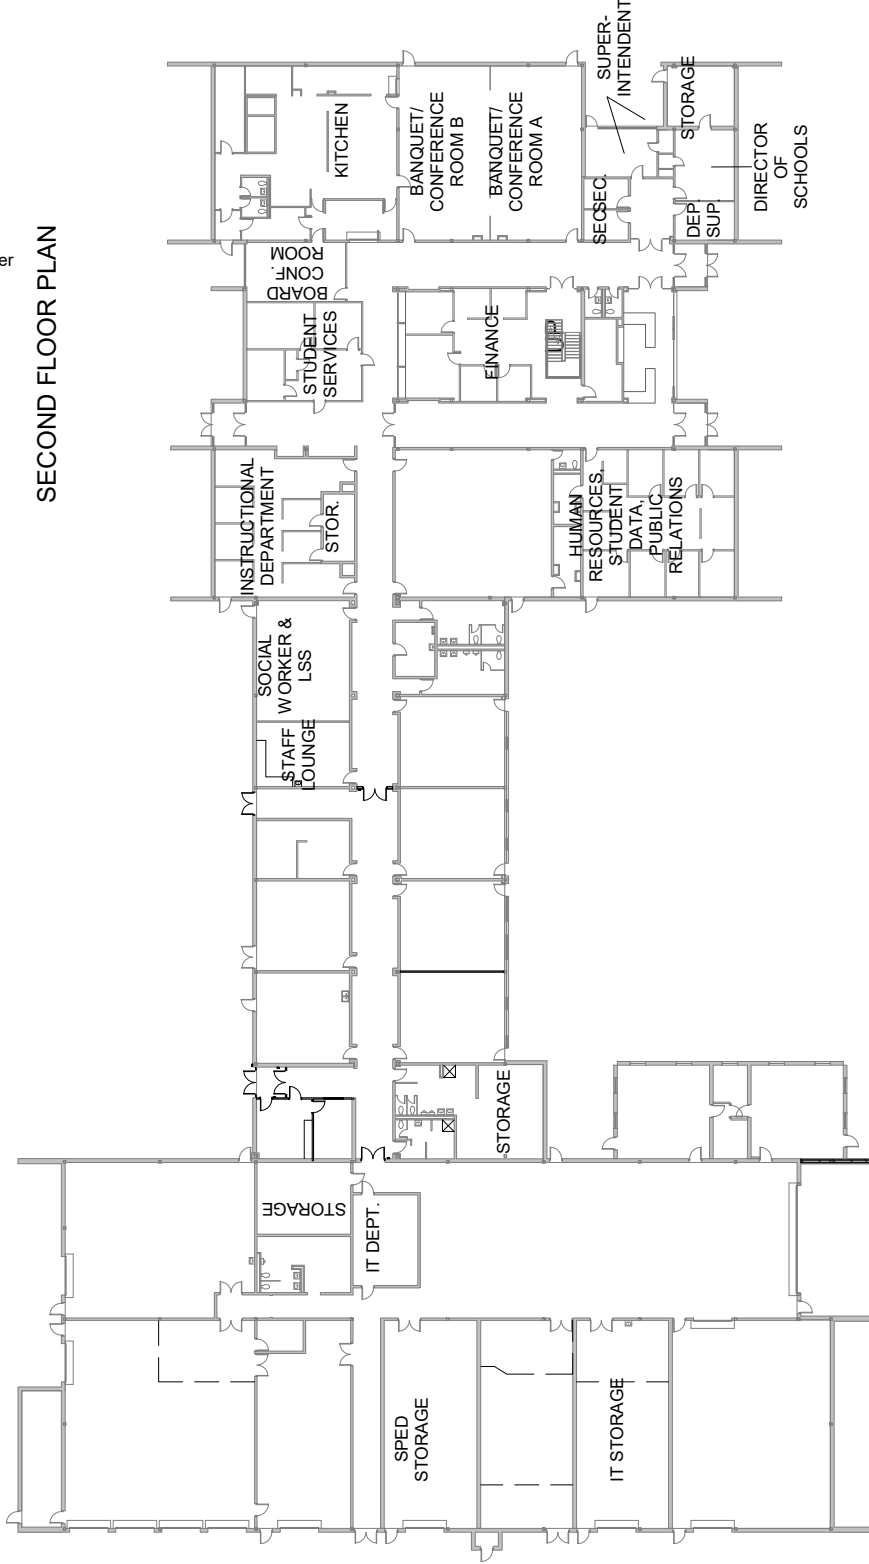 er
SECOND FLOOR PLAN
SUPER-
INTENDENT
STORAGE
KITCHEN
BANQUET/
CONFERENCE
ROOM B
BANQUET/
CONFERENCE
ROOM A
SEC.
SEC.
DEP.
SUP.
DIRECTOR
OF
SCHOOLS
BOARD
CONF.
ROOM
STUDENT
SERVICES
FINANCE
INSTRUCTIONAL
DEPARTMENT
STOR.
HUMAN
RESOURCES,
STUDENT
DATA,
PUBLIC
RELATIONS
SOCIAL
WORKER &
LSS
STAFF
LOUNGE
STORAGE
STORAGE
IT DEPT.
SPED
STORAGE
IT STORAGE